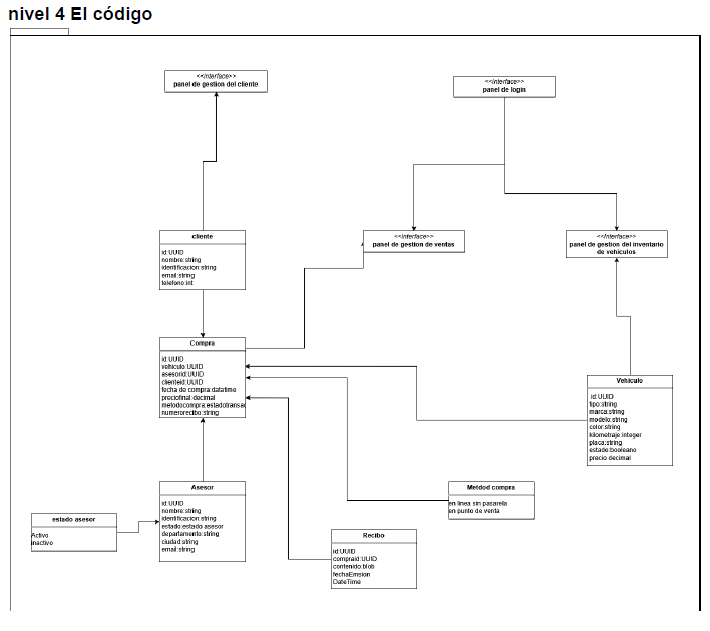 nivel 4 El código
<<interface>>
panel de gestion del cliente
<<interface>>
panel de login
cliente
id:UUID
nombre:striing
identificacion:string
email:string
telefono:int
<<interface>>
panel de gestion de ventas
<<interface>>
panel de gestion del inventario
de vehiculos
Compra
id:UUID
vehiculo:UUID
asesorid:UUID
clienteid:UUID
fecha de compra:datatime
preciofinal:decimal
metodocompra:estadotransac
numerorecibo:string
Vehiculo
id:UUID
tipo:string
marca:string
modelo:string
color:string
kilometraje:integer
placa:string
estado:booleano
precio:decimal
Asesor
id:UUID
nombre:string
identificacion:string
estado:estado asesor
departamento:string
ciudad:string
email:string
estado asesor
Activo
inactivo
Metdod compra
en linea sin pasarela
en punto de venta
Recibo
id:UUID
compraid:UUID
contenido:blob
fechaEmsion
DateTime